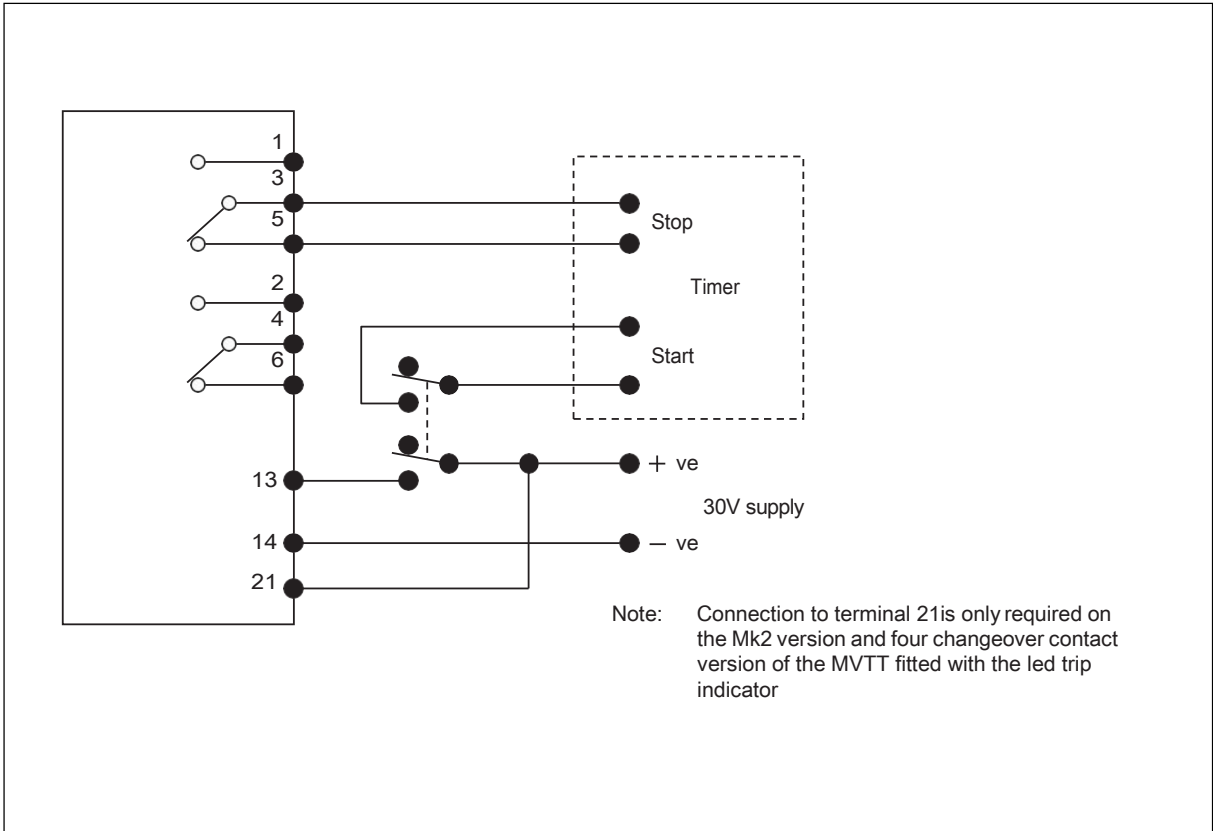 1
3
5
2
4
6
13
14
21
Stop
Timer
Start
+ ve
30V supply
– ve
Note: Connection to terminal 21is only required on
the Mk2 version and four changeover contact
version of the MVTT fitted with the led trip
indicator